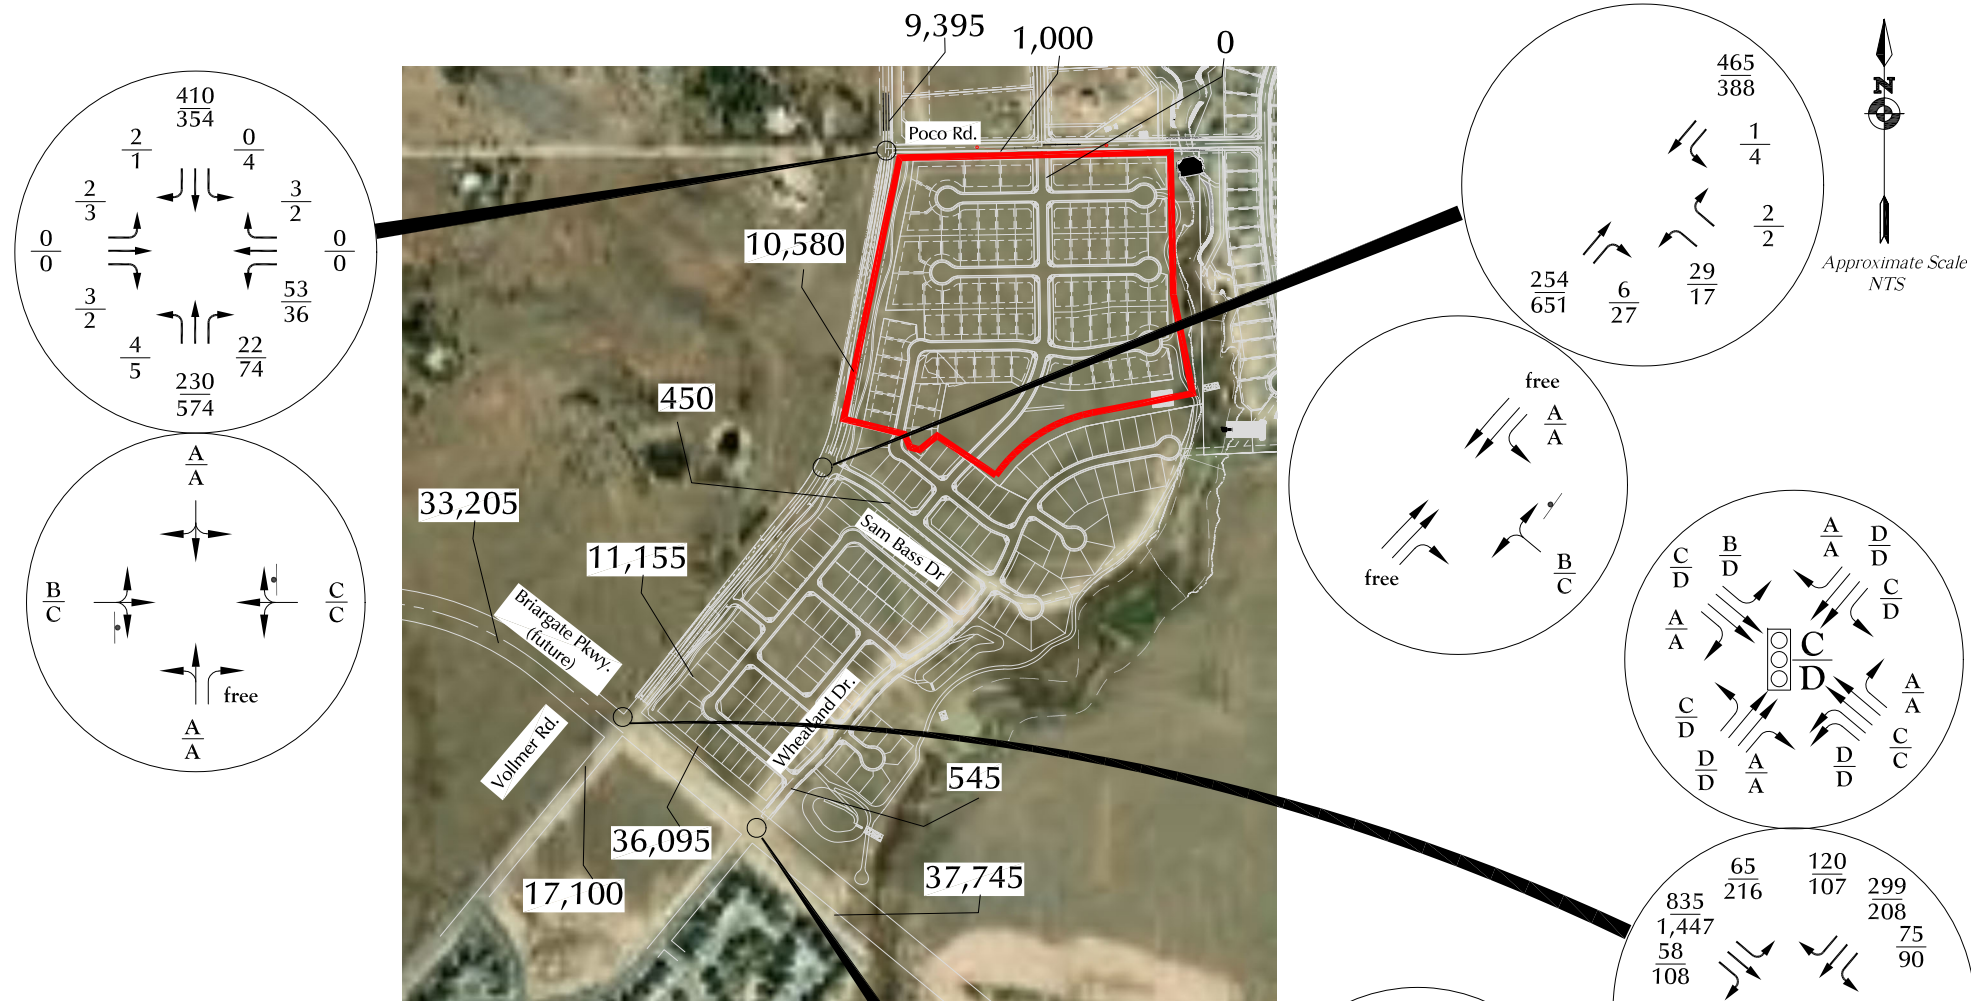 9,395
1,000
0
Poco Rd.
10,580
450
33,205
11,155
Sam Bass Dr
Briargate Pkwy.
(future)
Vollmer Rd.
Wheatland Dr.
545
36,095
17,100
37,745
410
354
2
1
0
4
2
3
3
2
0
0
0
0
3
2
53
36
4
5
22
74
230
574
A
A
B
C
C
C
free
A
A
465
388
1
4
2
2
29
17
6
27
254
651
N
Approximate Scale
NTS
free
A
A
free
B
C
A
A
D
D
B
D
C
D
C
D
A
A
C
D
A
A
C
D
C
C
D
D
A
A
D
D
65
216
120
107
835
1,447
299
208
58
108
75
90